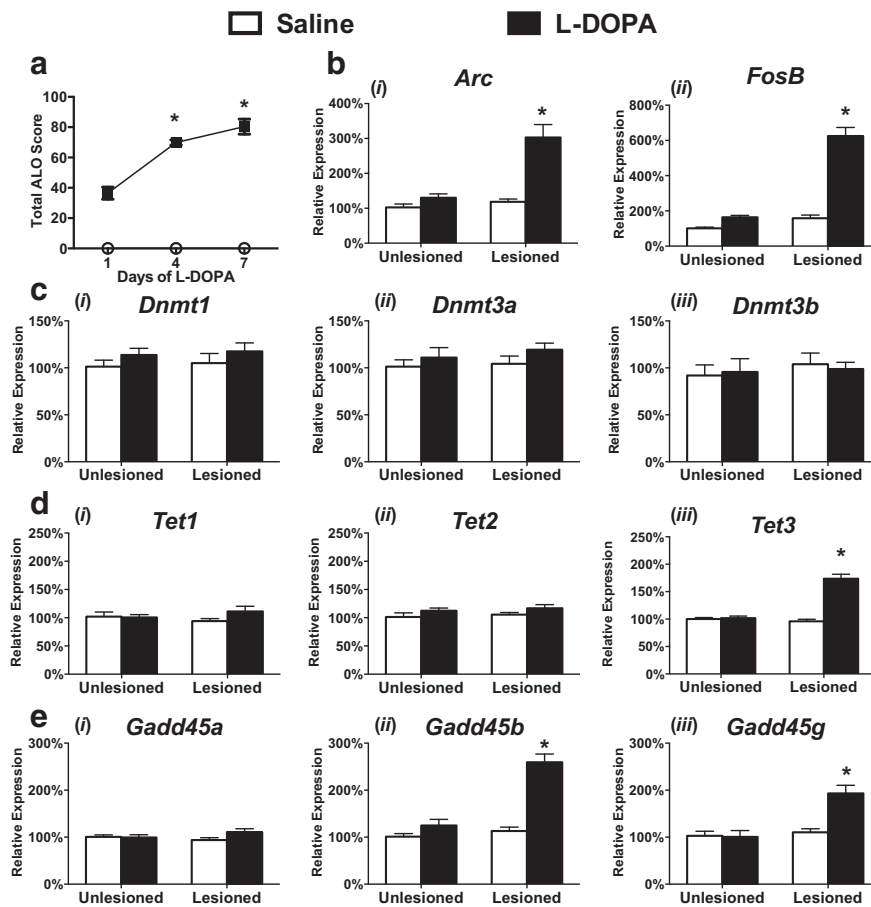 Saline L-DOPA
a
Total ALO Score
100
80
60
40
20
0
* *
1 4 7
Days of L-DOPA
b
(i) Arc
Relative Expression
400%
300%
200%
100%
0%
*
Unlesioned Lesioned
(ii) FosB
Relative Expression
800%
600%
400%
200%
0%
*
Unlesioned Lesioned
c
(i) Dnmt1
Relative Expression
150%
100%
50%
0%
Unlesioned Lesioned
(ii) Dnmt3a
Relative Expression
150%
100%
50%
0%
Unlesioned Lesioned
(iii) Dnmt3b
Relative Expression
150%
100%
50%
0%
Unlesioned Lesioned
d
(i) Tet1
Relative Expression
250%
200%
150%
100%
50%
0%
Unlesioned Lesioned
(ii) Tet2
Relative Expression
250%
200%
150%
100%
50%
0%
Unlesioned Lesioned
(iii) Tet3
Relative Expression
250%
200%
150%
100%
50%
0%
*
Unlesioned Lesioned
e
(i) Gadd45a
Relative Expression
300%
200%
100%
0%
Unlesioned Lesioned
(ii) Gadd45b
Relative Expression
300%
200%
100%
0%
*
Unlesioned Lesioned
(iii) Gadd45g
Relative Expression
300%
200%
100%
0%
*
Unlesioned Lesioned